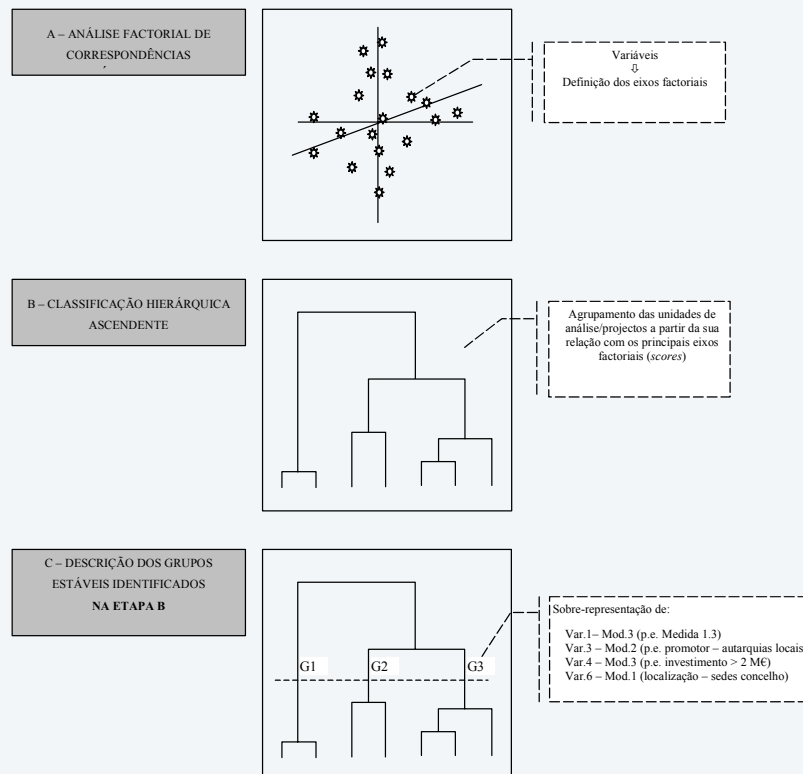 A – ANÁLISE FACTORIAL DE
CORRESPONDÊNCIAS
Variáveis
⇩
Definição dos eixos factoriais
B – CLASSIFICAÇÃO HIERÁRQUICA
ASCENDENTE
Agrupamento das unidades de
análise/projectos a partir da sua
relação com os principais eixos
factoriais (scores)
C – DESCRIÇÃO DOS GRUPOS
ESTÁVEIS IDENTIFICADOS
NA ETAPA B
G1 G2 G3
Sobre-representação de:
Var.1– Mod.3 (p.e. Medida 1.3)
Var.3 – Mod.2 (p.e. promotor – autarquias locais
Var.4 – Mod.3 (p.e. investimento > 2 M€)
Var.6 – Mod.1 (localização – sedes concelho)